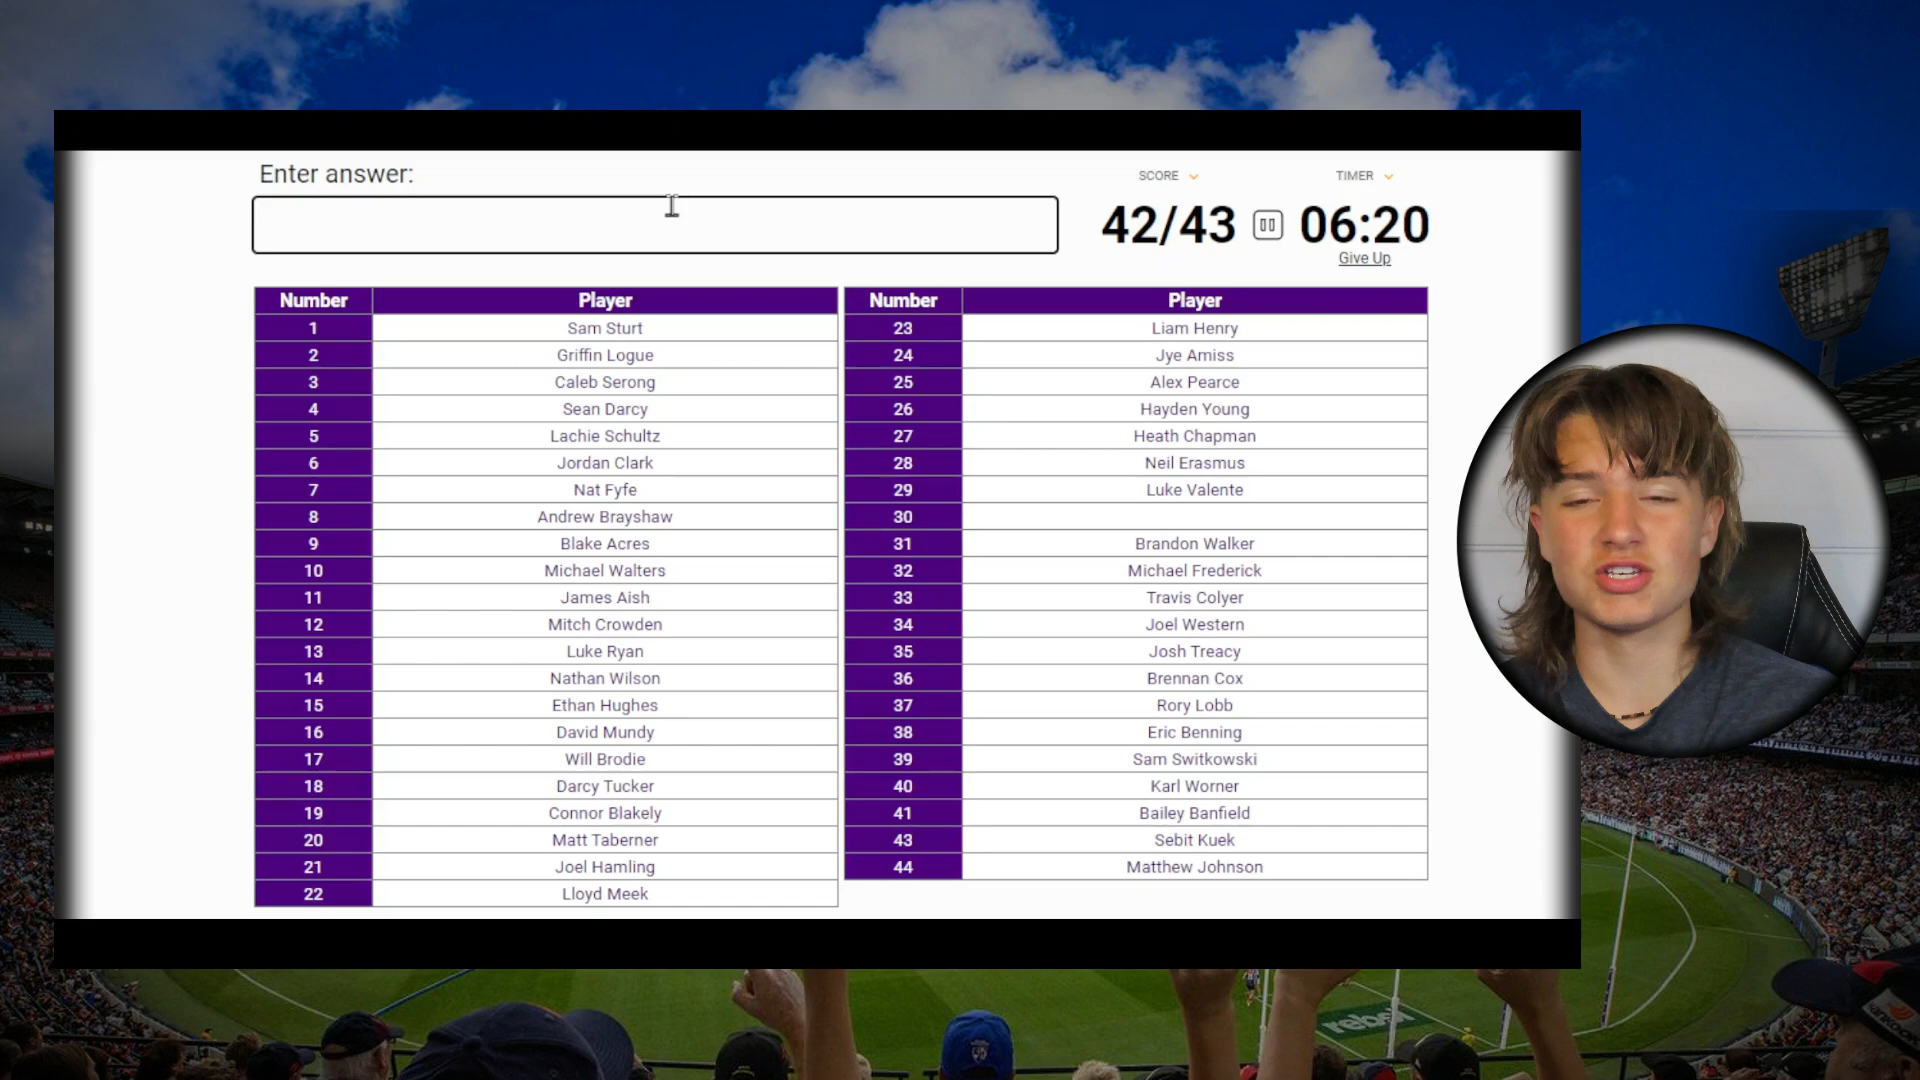 Enter answer:
SCORE
TIMER
42/43
06:20
Give Up
Number Player
1 Sam Sturt
2 Griffin Logue
3 Caleb Serong
4 Sean Darcy
5 Lachie Schultz
6 Jordan Clark
7 Nat Fyfe
8 Andrew Brayshaw
9 Blake Acres
10 Michael Walters
11 James Aish
12 Mitch Crowden
13 Luke Ryan
14 Nathan Wilson
15 Ethan Hughes
16 David Mundy
17 Will Brodie
18 Darcy Tucker
19 Connor Blakely
20 Matt Taberner
21 Joel Hamling
22 Lloyd Meek
Number Player
23 Liam Henry
24 Jye Amiss
25 Alex Pearce
26 Hayden Young
27 Heath Chapman
28 Neil Erasmus
29 Luke Valente
30
31 Brandon Walker
32 Michael Frederick
33 Travis Colyer
34 Joel Western
35 Josh Treacy
36 Brennan Cox
37 Rory Lobb
38 Eric Benning
39 Sam Switkowski
40 Karl Worner
41 Bailey Banfield
43 Sebit Kuek
44 Matthew Johnson
rebel